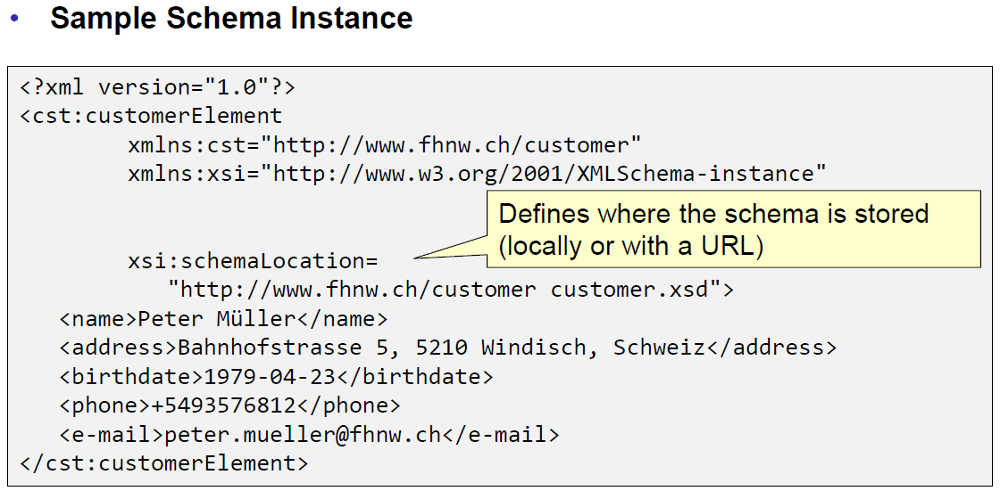 • Sample Schema Instance
<?xml version="1.0"?>
<cst:customerElement
xmlns:cst="http://www.fhnw.ch/customer"
xmlns:xsi="http://www.w3.org/2001/XMLSchema-instance"
Defines where the schema is stored
(locally or with a URL)
xsi:schemaLocation=
"http://www.fhnw.ch/customer customer.xsd">
<name>Peter Müller</name>
<address>Bahnhofstrasse 5, 5210 Windisch, Schweiz</address>
<birthdate>1979-04-23</birthdate>
<phone>+5493576812</phone>
<e-mail>peter.mueller@fhnw.ch</e-mail>
</cst:customerElement>